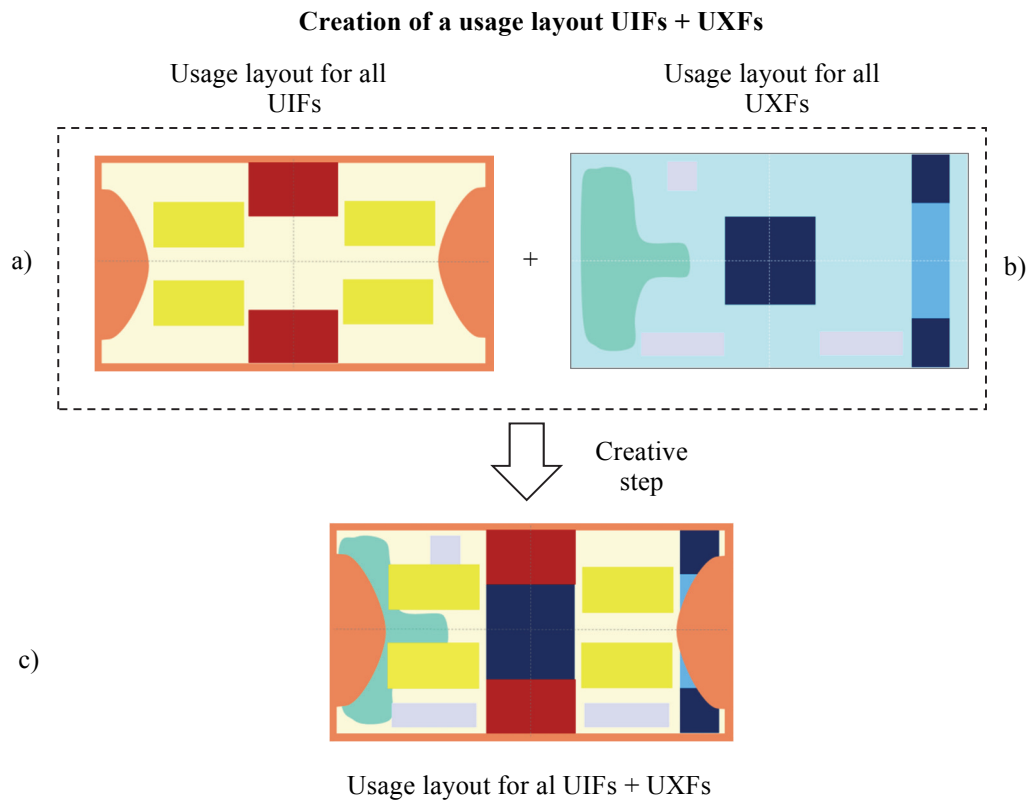 Creation of a usage layout UIFs + UXFs
Usage layout for all
UIFs
Usage layout for all
UXFs
a)
+
b)
Creative
step
c)
Usage layout for al UIFs + UXFs